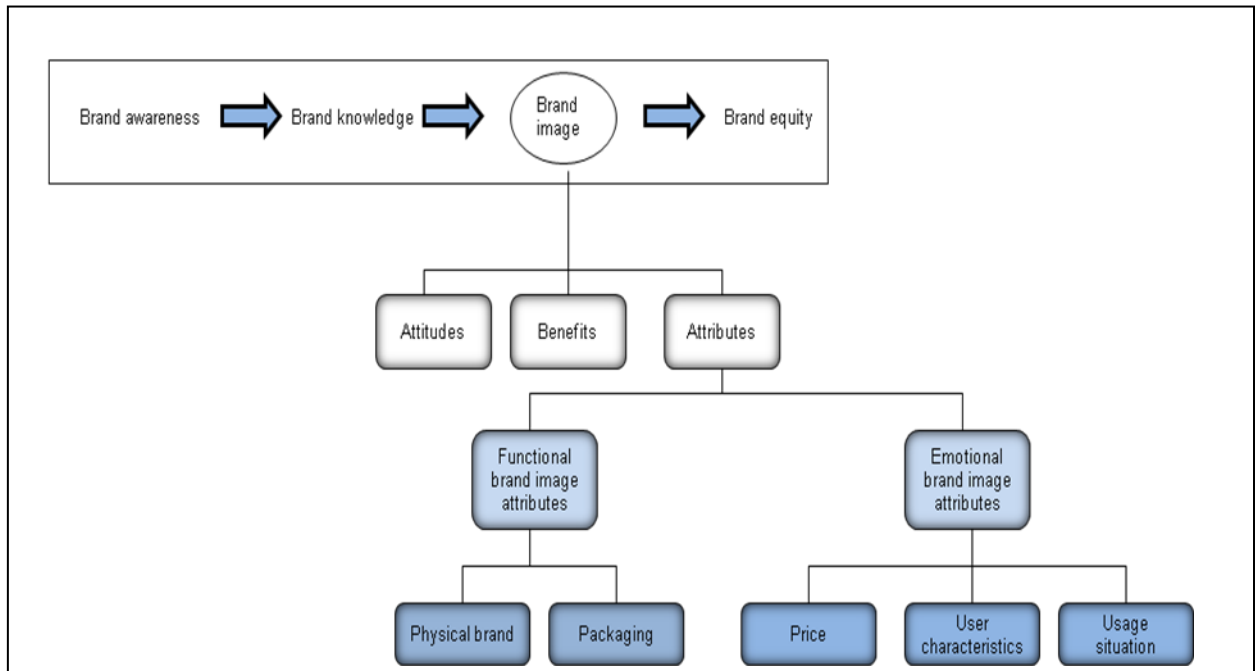 Brand awareness
Brand knowledge
Brand
image
Brand equity
Attitudes
Benefits
Attributes
Functional
brand image
attributes
Emotional
brand image
attributes
Physical brand
Packaging
Price
User
characteristics
Usage
situation